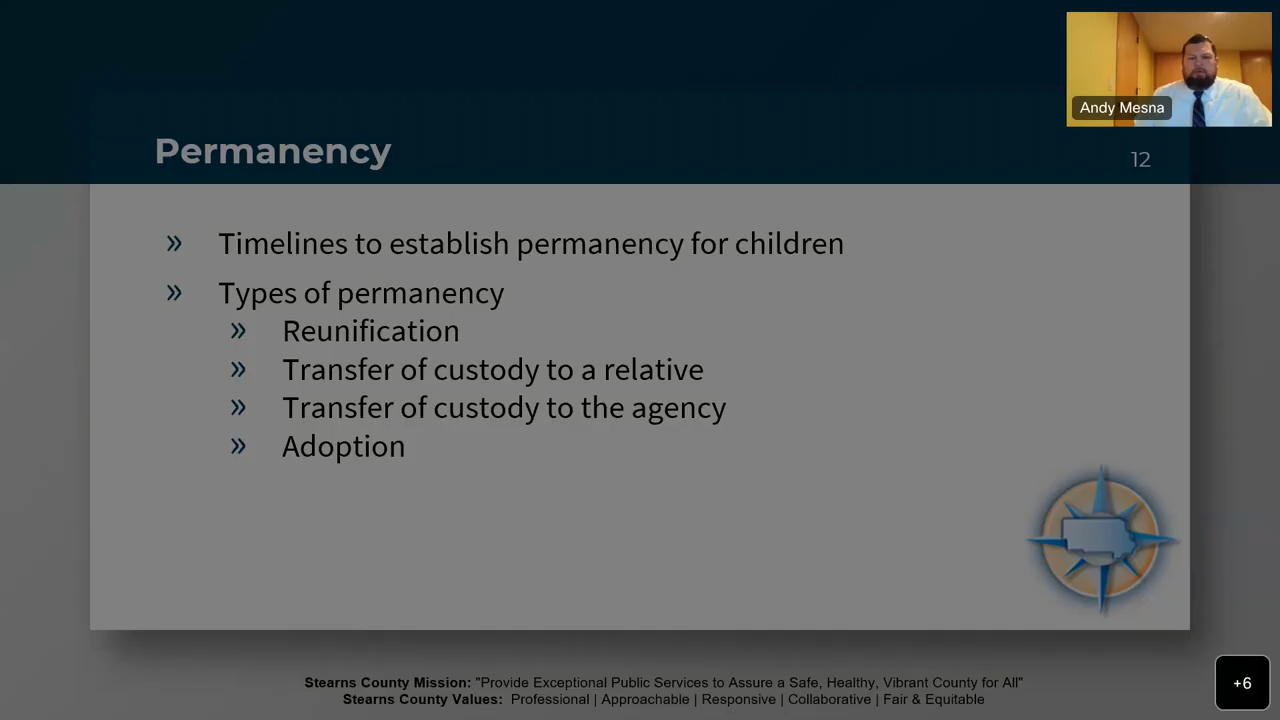 Andy Mesna
Permanency
12
» Timelines to establish permanency for children
» Types of permanency
» Reunification
» Transfer of custody to a relative
» Transfer of custody to the agency
» Adoption
Stearns County Mission: "Provide Exceptional Public Services to Assure a Safe, Healthy, Vibrant County for All"
Stearns County Values: Professional | Approachable | Responsive | Collaborative | Fair & Equitable
+6